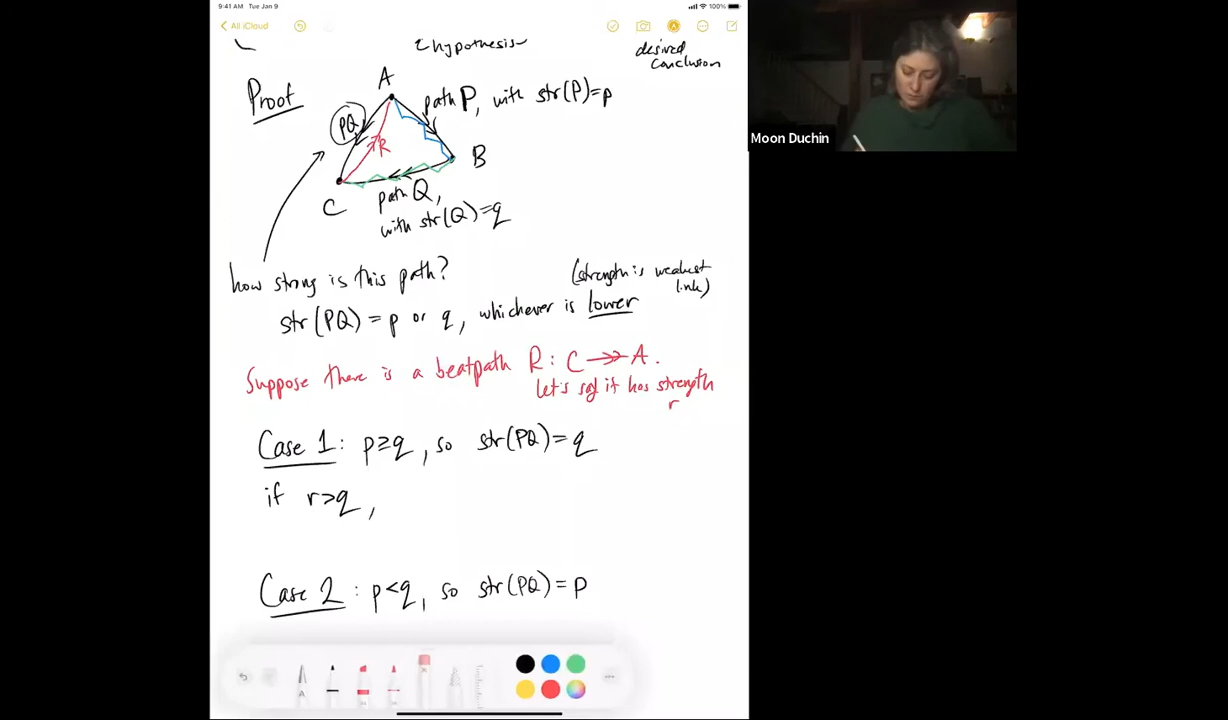 9:41 AM Tue Jan 9
100%
All iCloud
hypothesis
desired
conclusion
Proof
A
path P, with str(P)=p
PQ
R
B
C
path Q,
with str(Q)=q
how strong is this path?
(strength is weakest
link)
str(PQ) = p or q, whichever is lower
Suppose there is a beatpath R: C ↠ A.
let's say it has strength
r
Case 1: p≥q, so str(PQ)=q
if r>q,
Case 2: p<q, so str(PQ)=p
A
Moon Duchin